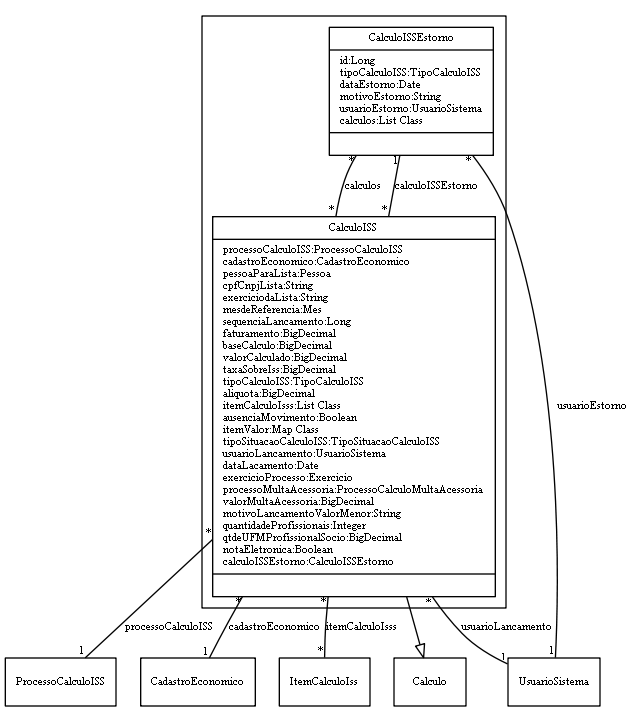 CalculoISSEstorno
id:Long
tipoCalculoISS:TipoCalculoISS
dataEstorno:Date
motivoEstorno:String
usuarioEstorno:UsuarioSistema
calculos:List Class
* 1 *
calculos calculoISSEstorno
* *
CalculoISS
processoCalculoISS:ProcessoCalculoISS
cadastroEconomico:CadastroEconomico
pessoaParaLista:Pessoa
cpfCnpjLista:String
exerciciodaLista:String
mesdeReferencia:Mes
sequenciaLancamento:Long
faturamento:BigDecimal
baseCalculo:BigDecimal
valorCalculado:BigDecimal
taxaSobreIss:BigDecimal
tipoCalculoISS:TipoCalculoISS
aliquota:BigDecimal
itemCalculoIsss:List Class
ausenciaMovimento:Boolean
itemValor:Map Class
tipoSituacaoCalculoISS:TipoSituacaoCalculoISS
usuarioLancamento:UsuarioSistema
dataLacamento:Date
exercicioProcesso:Exercicio
processoMultaAcessoria:ProcessoCalculoMultaAcessoria
valorMultaAcessoria:BigDecimal
motivoLancamentoValorMenor:String
quantidadeProfissionais:Integer
qtdeUFMProfissionalSocio:BigDecimal
notaEletronica:Boolean
calculoISSEstorno:CalculoISSEstorno
usuarioEstorno
* * * *
processoCalculoISS cadastroEconomico itemCalculoIsss usuarioLancamento
1 1 * 1 1
ProcessoCalculoISS
CadastroEconomico
ItemCalculoIss
Calculo
UsuarioSistema